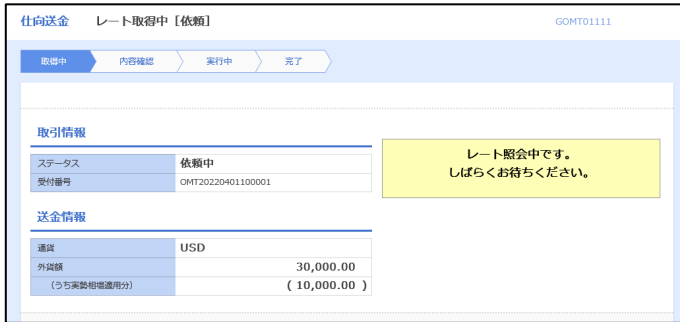 仕向送金 レート取得中［依頼］
GOMT01111
取得中 内容確認 実行中 完了
取引情報
ステータス 依頼中
受付番号 OMT20220401100001
レート照会中です。
しばらくお待ちください。
送金情報
通貨 USD
外貨額 30,000.00
（うち実勢相場適用分） ( 10,000.00 )